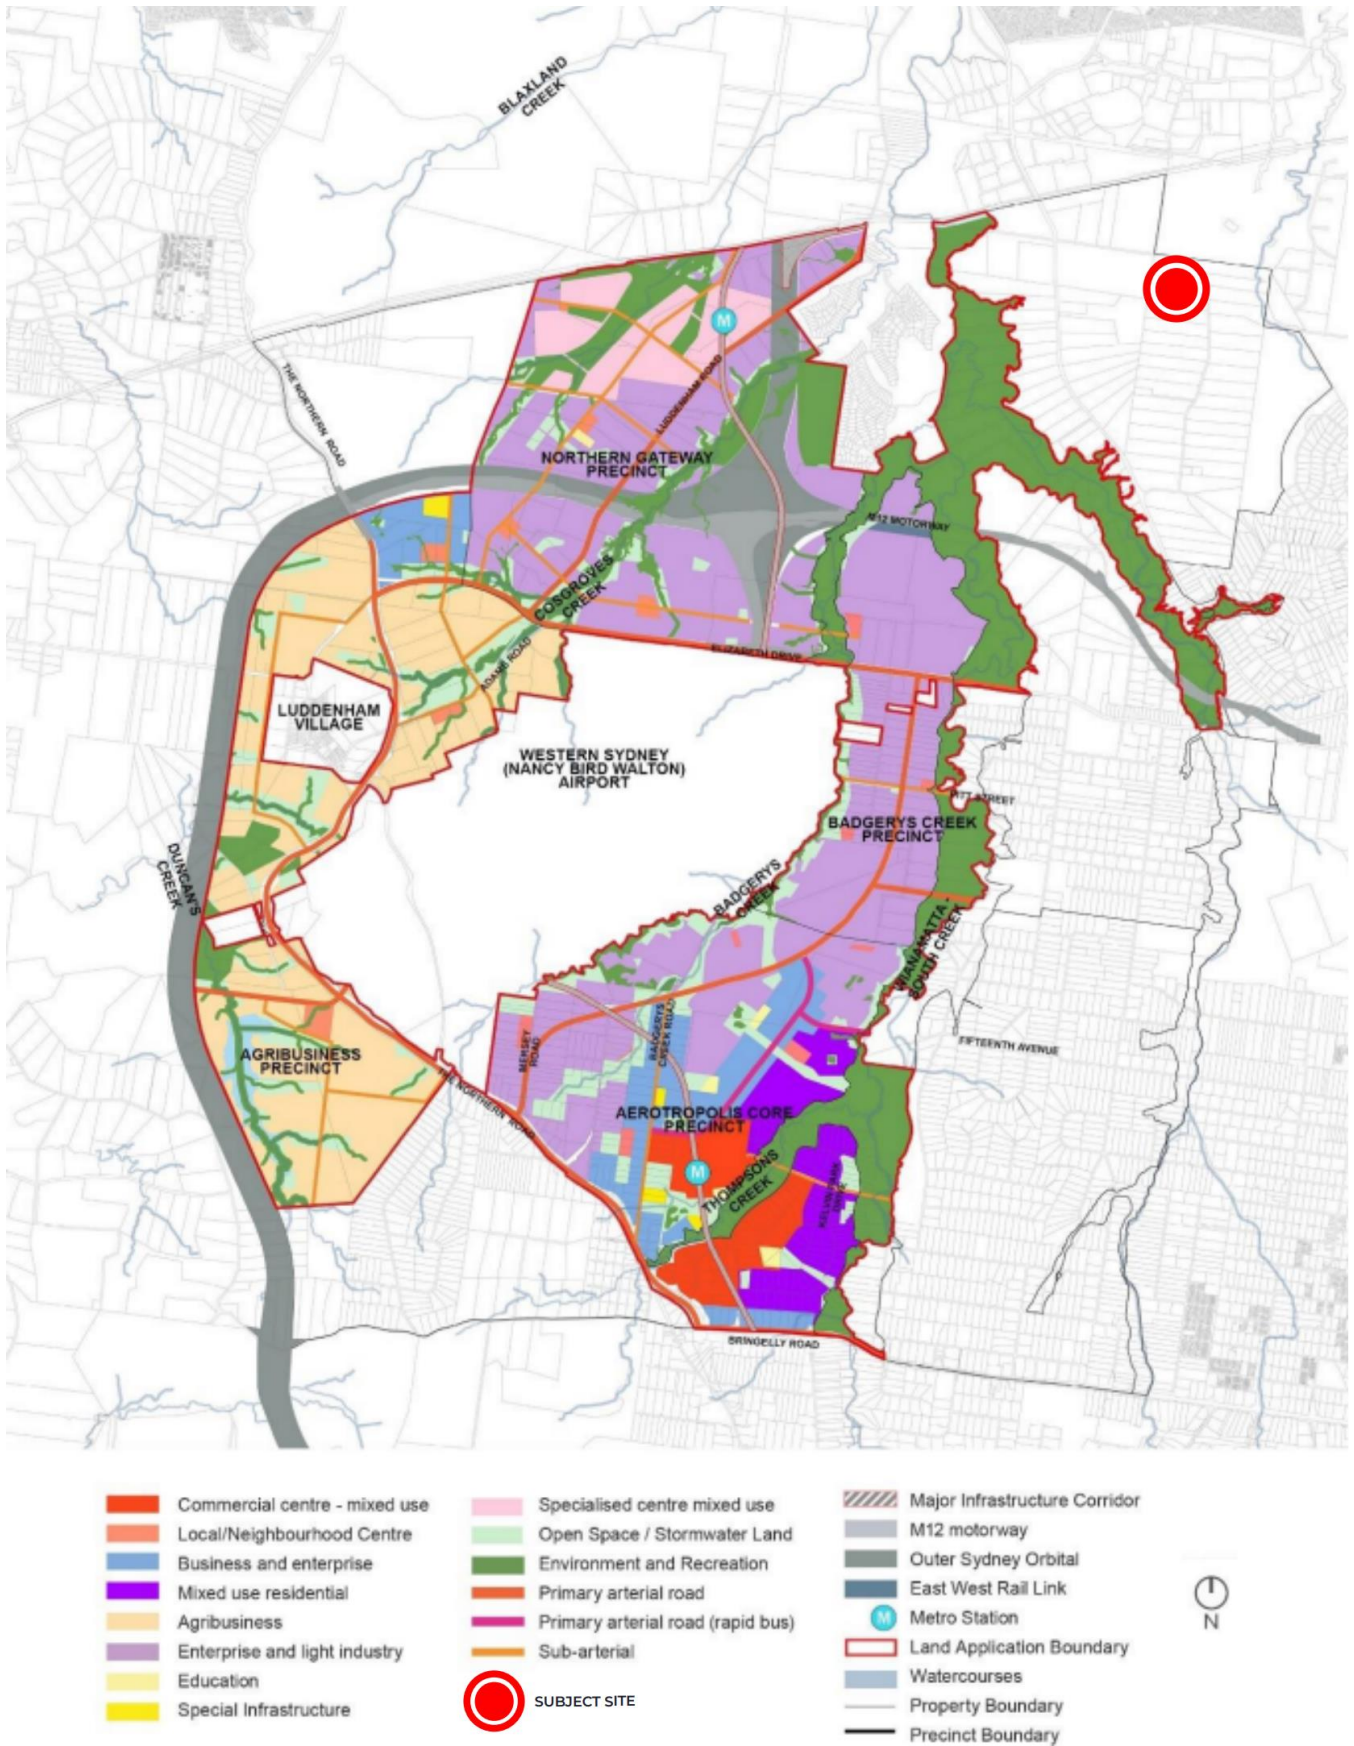 BLAXLAND
CREEK
THE NORTHERN ROAD
M
LUDDENHAM ROAD
NORTHERN GATEWAY
PRECINCT
M12 MOTORWAY
COSGROVES
CREEK
ADAMS ROAD
ELIZABETH DRIVE
LUDDENHAM
VILLAGE
WESTERN SYDNEY
(NANCY BIRD WALTON)
AIRPORT
PITT STREET
BADGERYS CREEK
PRECINCT
DUNCAN'S
CREEK
BADGERYS
CREEK
WIANAMATTA -
SOUTH CREEK
AGRIBUSINESS
PRECINCT
MERSEY
ROAD
BADGERYS
CREEK ROAD
FIFTEENTH AVENUE
THE NORTHERN ROAD
AEROTROPOLIS CORE
PRECINCT
M
THOMPSONS
CREEK
KELVIN PARK
DRIVE
BRINGELLY ROAD
Commercial centre - mixed use
Local/Neighbourhood Centre
Business and enterprise
Mixed use residential
Agribusiness
Enterprise and light industry
Education
Special Infrastructure
Specialised centre mixed use
Open Space / Stormwater Land
Environment and Recreation
Primary arterial road
Primary arterial road (rapid bus)
Sub-arterial
SUBJECT SITE
Major Infrastructure Corridor
M12 motorway
Outer Sydney Orbital
East West Rail Link
M
Metro Station
Land Application Boundary
Watercourses
Property Boundary
Precinct Boundary
N